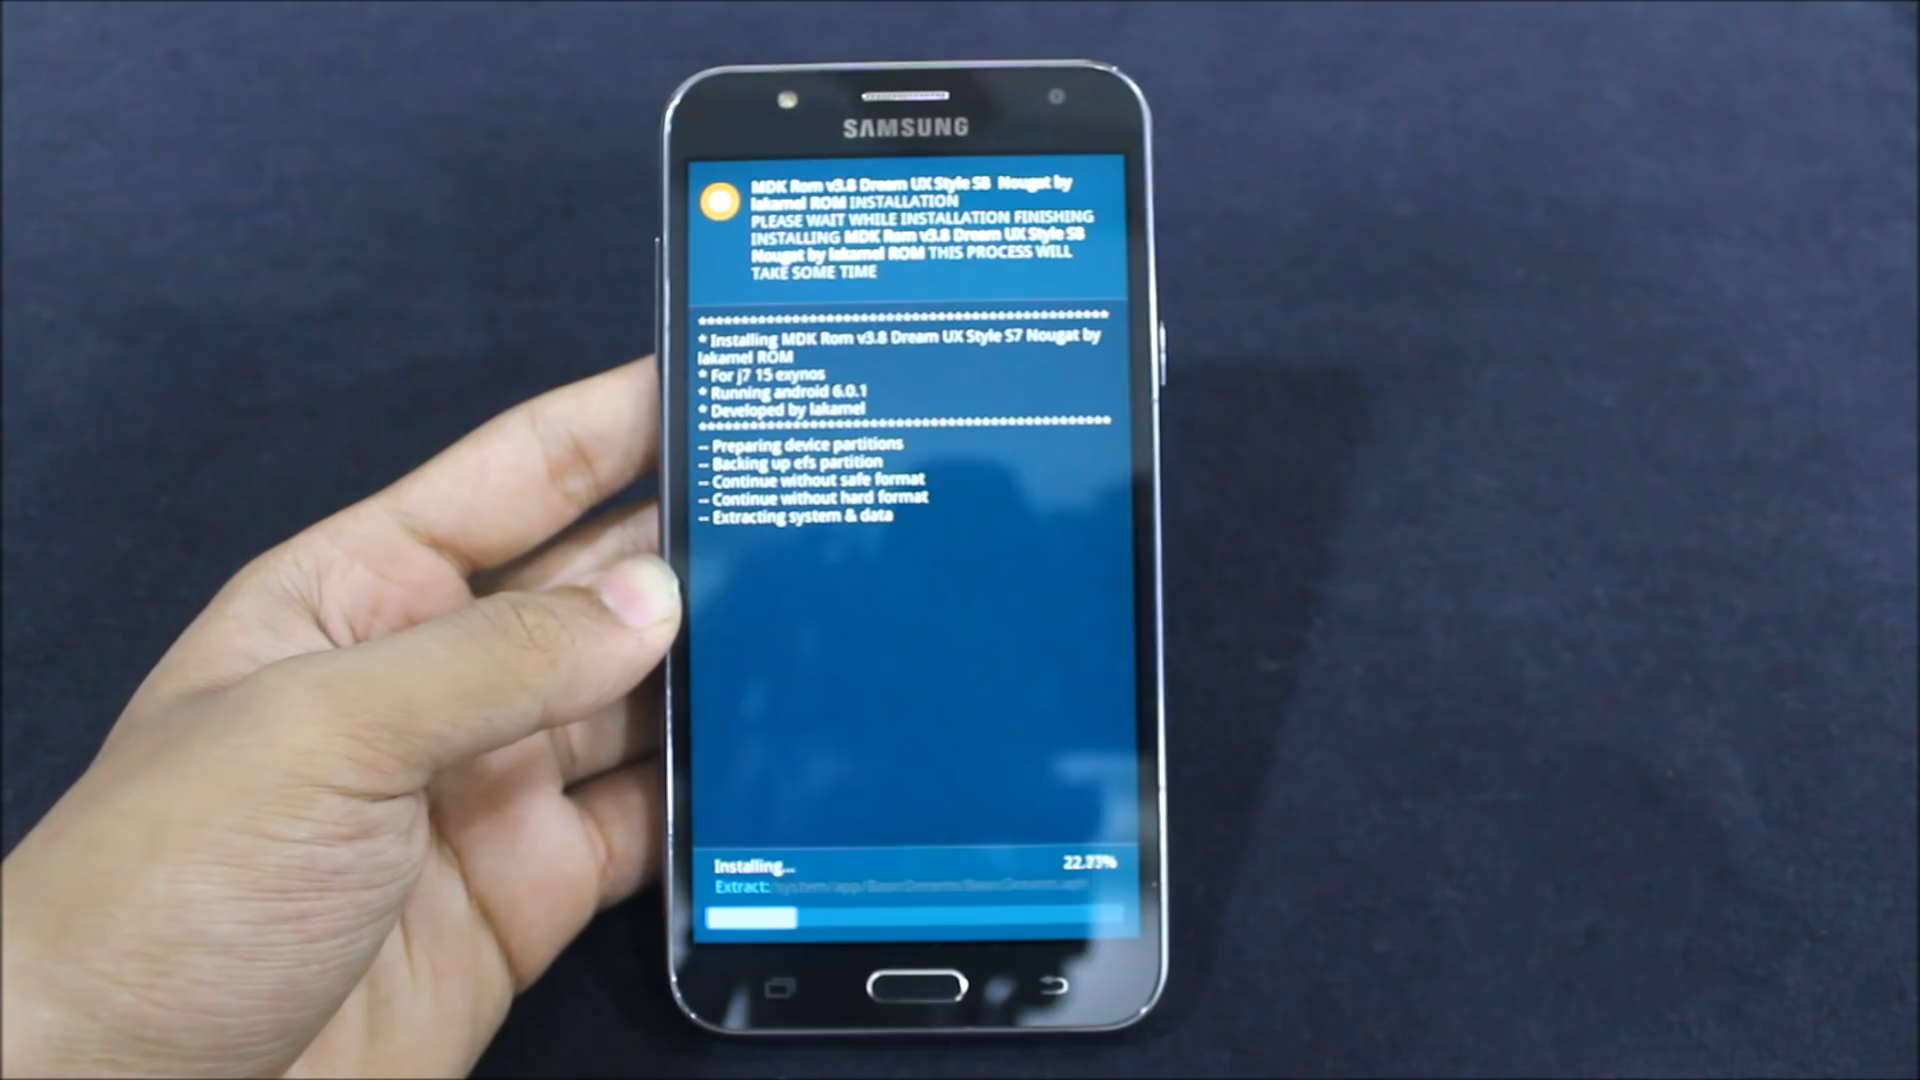 SAMSUNG
MDK Rom v3.8 Dream UX Style S8 Nougat by
lakamel ROM INSTALLATION
PLEASE WAIT WHILE INSTALLATION FINISHING
INSTALLING MDK Rom v3.8 Dream UX Style S8
Nougat by lakamel ROM THIS PROCESS WILL
TAKE SOME TIME
* Installing MDK Rom v3.8 Dream UX Style S7 Nougat by
lakamel ROM
* For j7 15 exynos
* Running android 6.0.1
* Developed by lakamel
-- Preparing device partitions
-- Backing up efs partition
-- Continue without safe format
-- Continue without hard format
-- Extracting system & data
Installing...
Extract: /system/app/